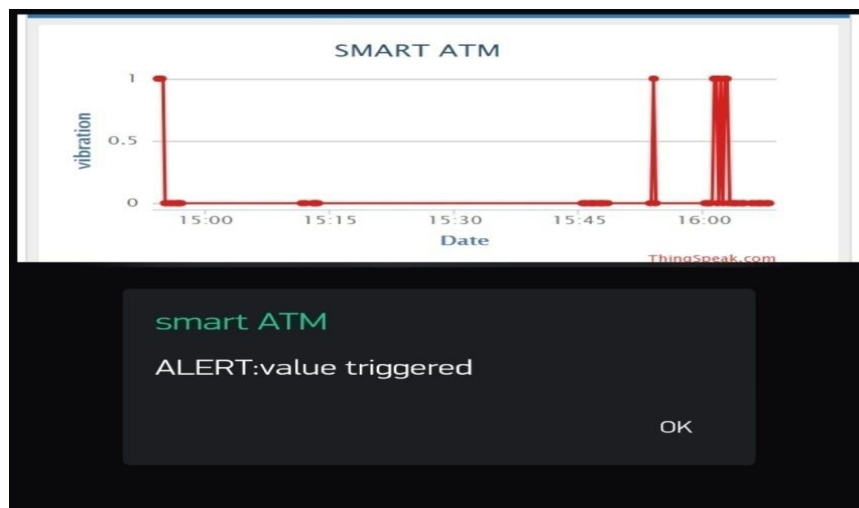 SMART ATM
1
vibration
0.5
0
15:00 15:15 15:30 15:45 16:00
Date
ThingSpeak.com
smart ATM
ALERT:value triggered
OK